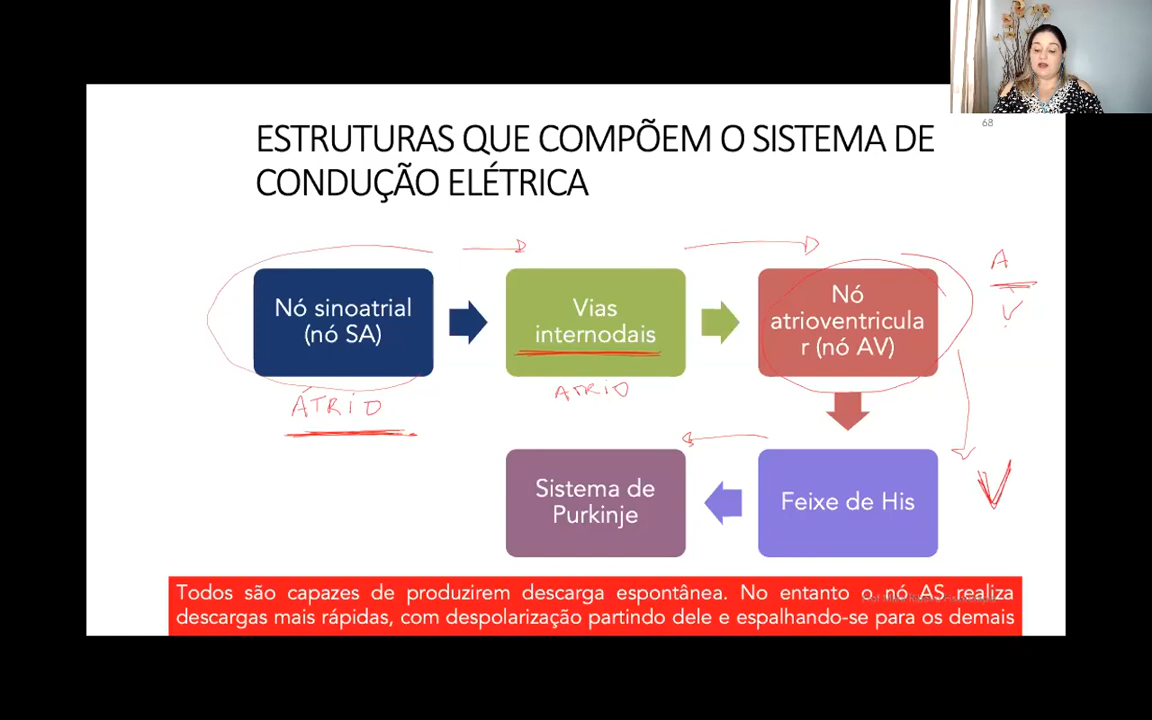 68
ESTRUTURAS QUE COMPÕEM O SISTEMA DE
CONDUÇÃO ELÉTRICA
A
V
Nó sinoatrial
(nó SA)
Vias
internodais
Nó
atrioventricula
r (nó AV)
ÁTRIO
ATRIO
Sistema de
Purkinje
Feixe de His
V
Todos são capazes de produzirem descarga espontânea. No entanto o nó AS realiza
descargas mais rápidas, com despolarização partindo dele e espalhando-se para os demais